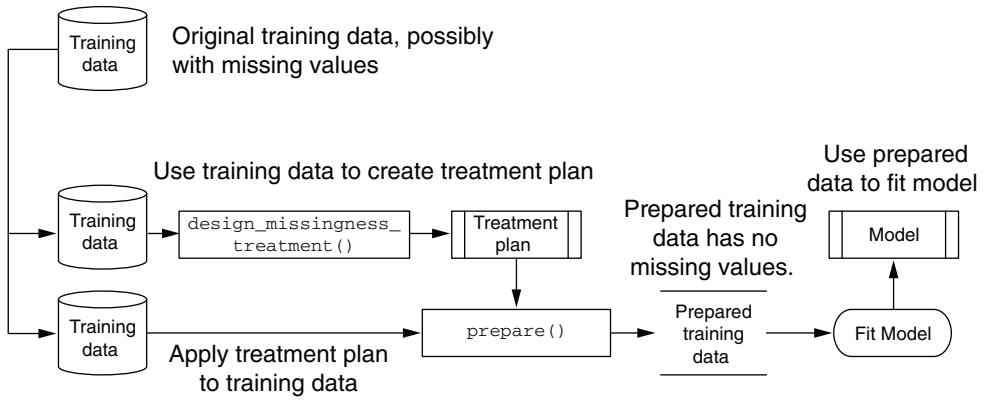 Training
data
Original training data, possibly
with missing values
Use training data to create treatment plan
Training
data
design_missingness_
treatment()
Treatment
plan
Prepared training
data has no
missing values.
Use prepared
data to fit model
Model
Training
data
Apply treatment plan
to training data
prepare()
Prepared
training
data
Fit Model